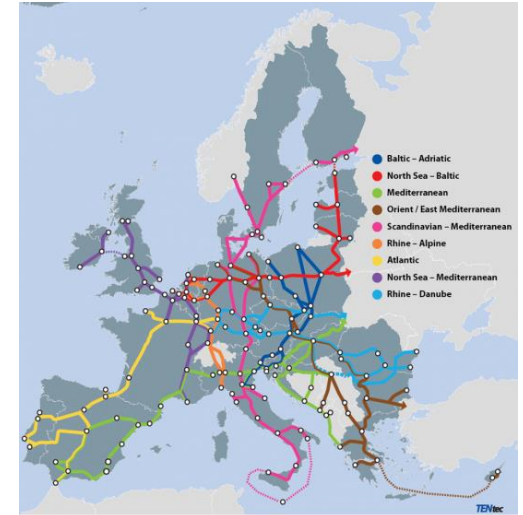 Baltic – Adriatic
North Sea – Baltic
Mediterranean
Orient / East Mediterranean
Scandinavian – Mediterranean
Rhine – Alpine
Atlantic
North Sea – Mediterranean
Rhine – Danube
TENtec